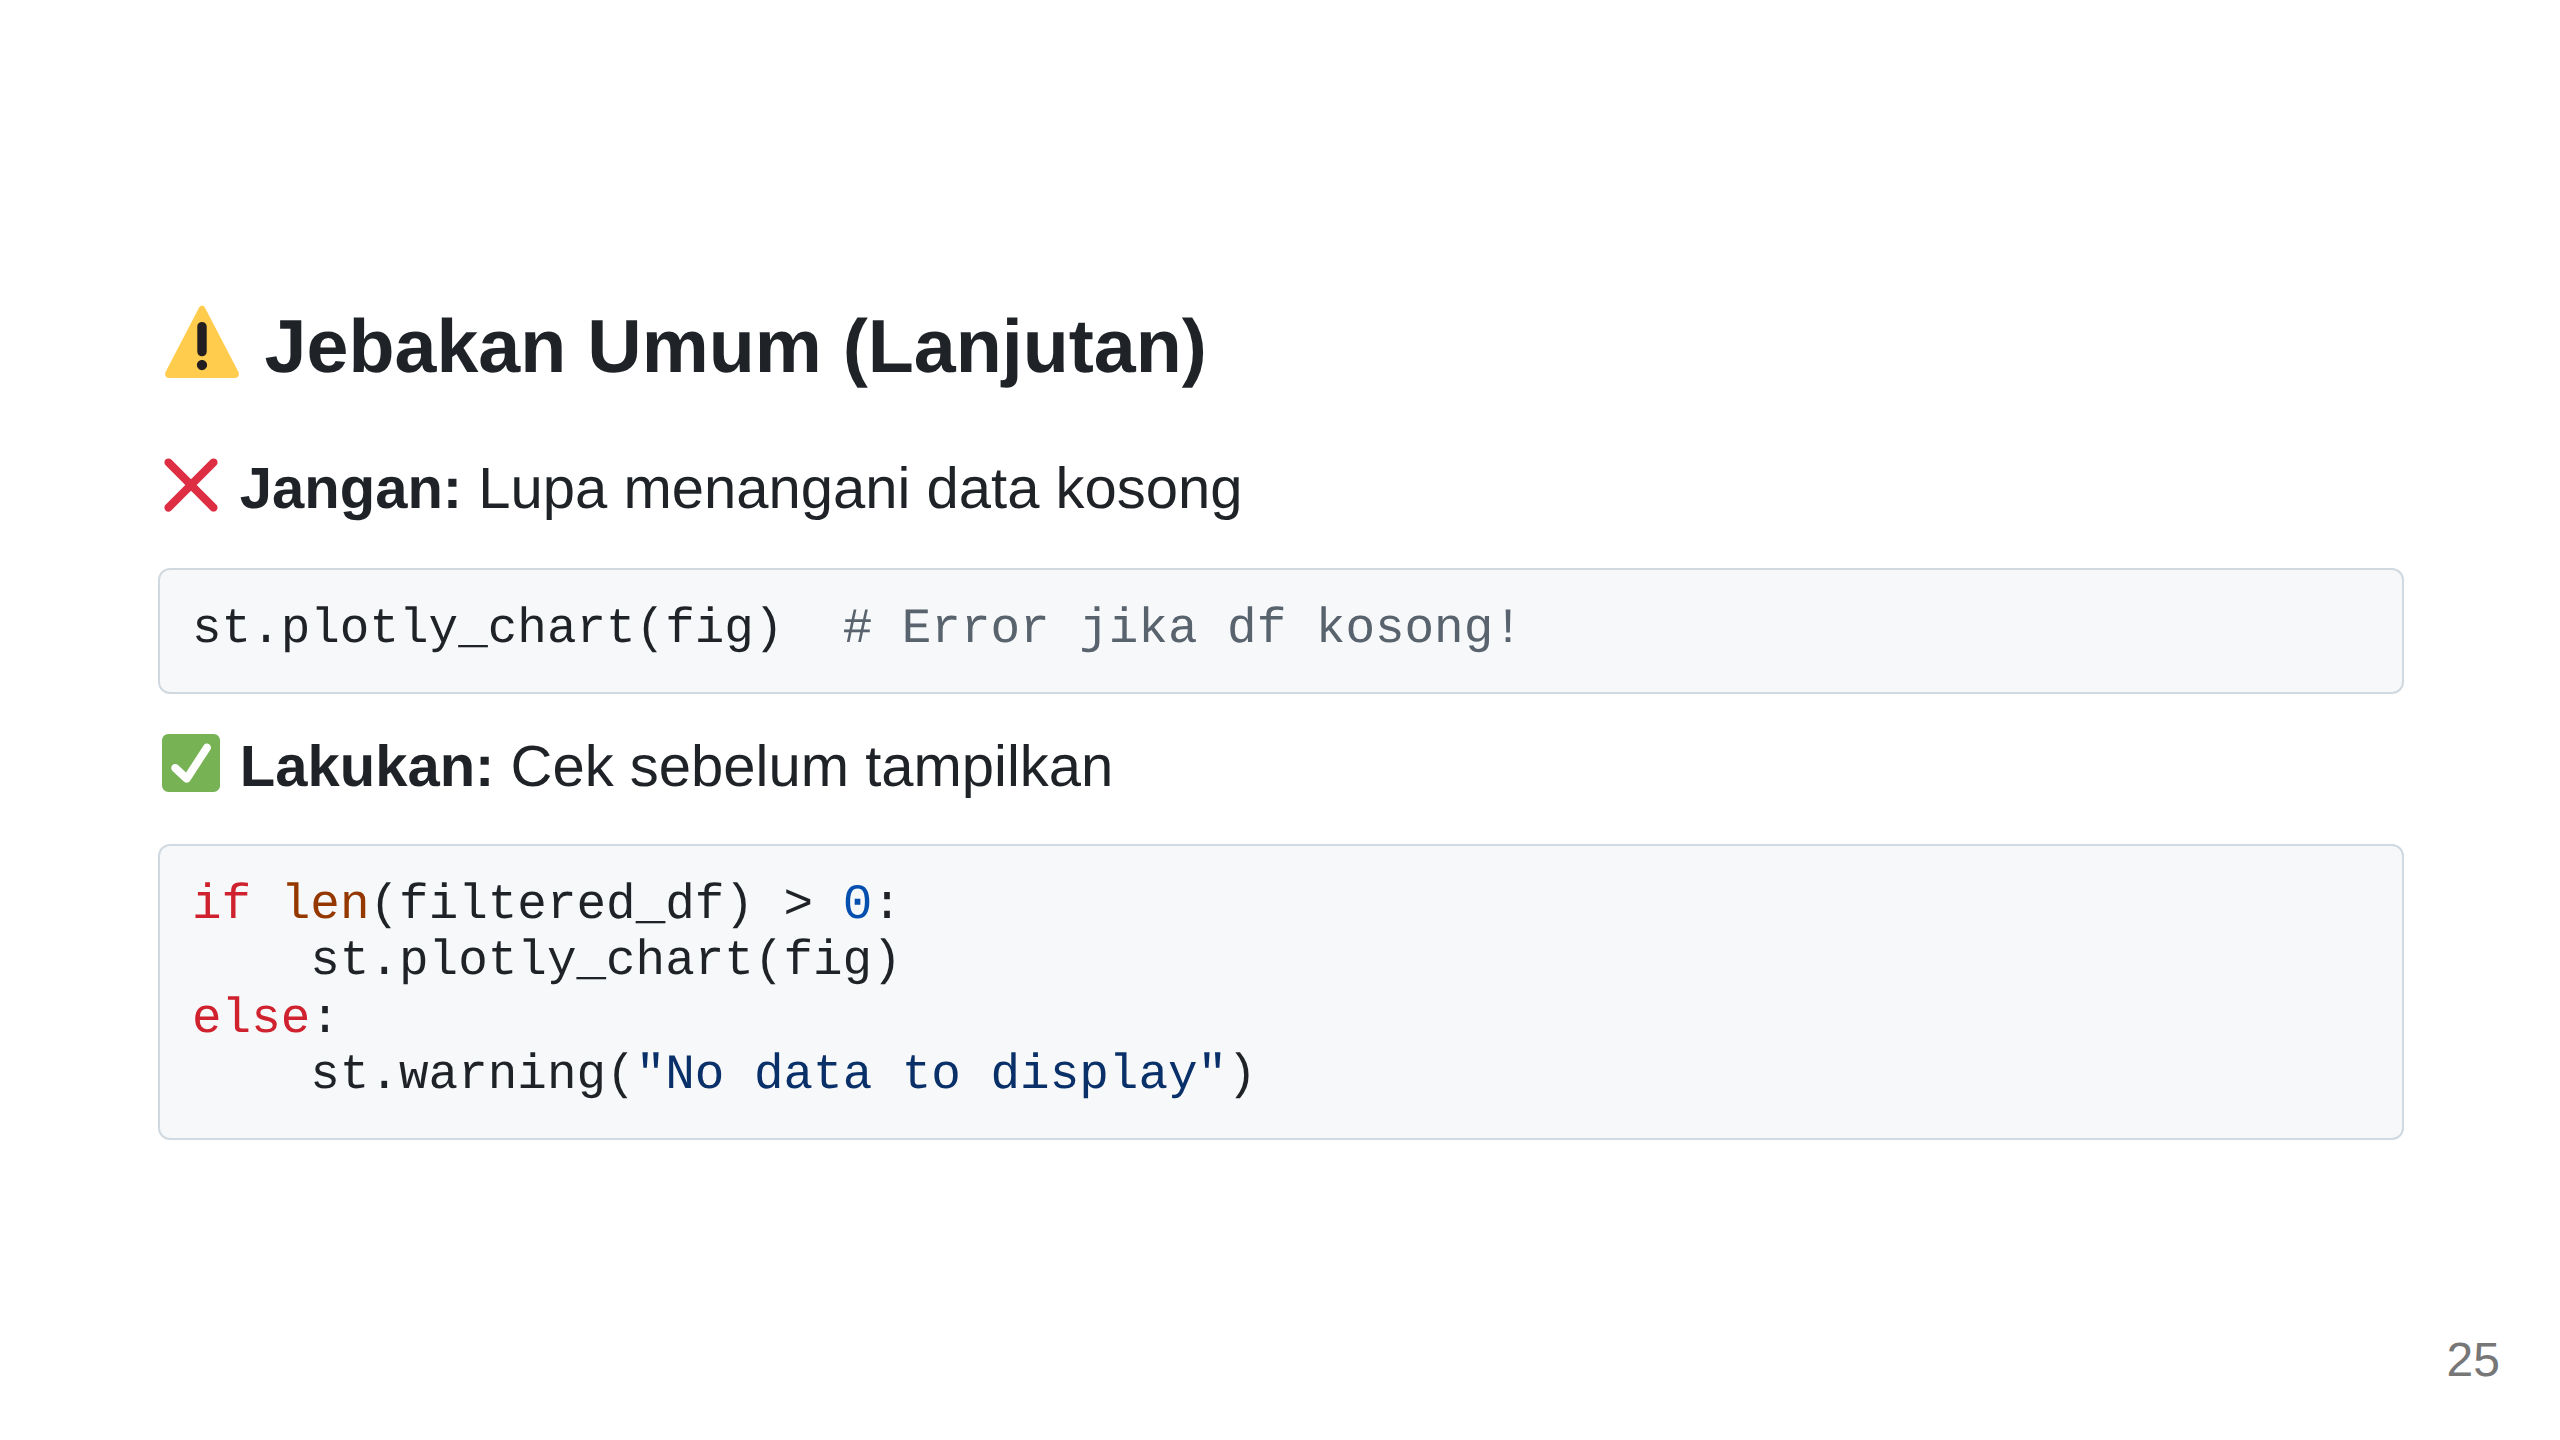 ⚠️ Jebakan Umum (Lanjutan)
❌ Jangan: Lupa menangani data kosong
st.plotly_chart(fig)  # Error jika df kosong!
✅ Lakukan: Cek sebelum tampilkan
if len(filtered_df) > 0:
    st.plotly_chart(fig)
else:
    st.warning("No data to display")
25